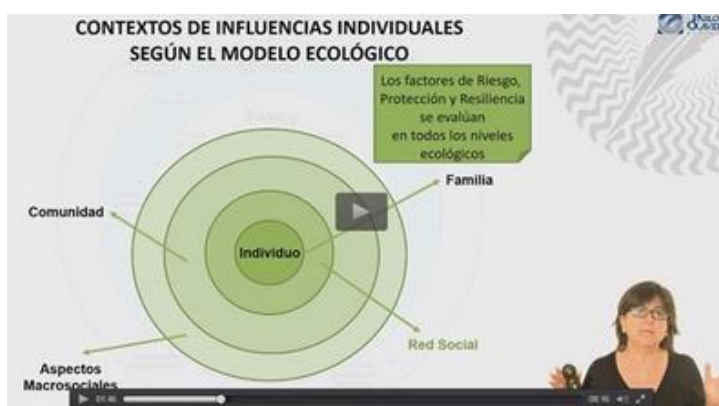 CONTEXTOS DE INFLUENCIAS INDIVIDUALES
SEGÚN EL MODELO ECOLÓGICO
Los factores de Riesgo,
Protección y Resiliencia
se evalúan
en todos los niveles
ecológicos
Familia
Comunidad
Individuo
Red Social
Aspectos
Macrosociales